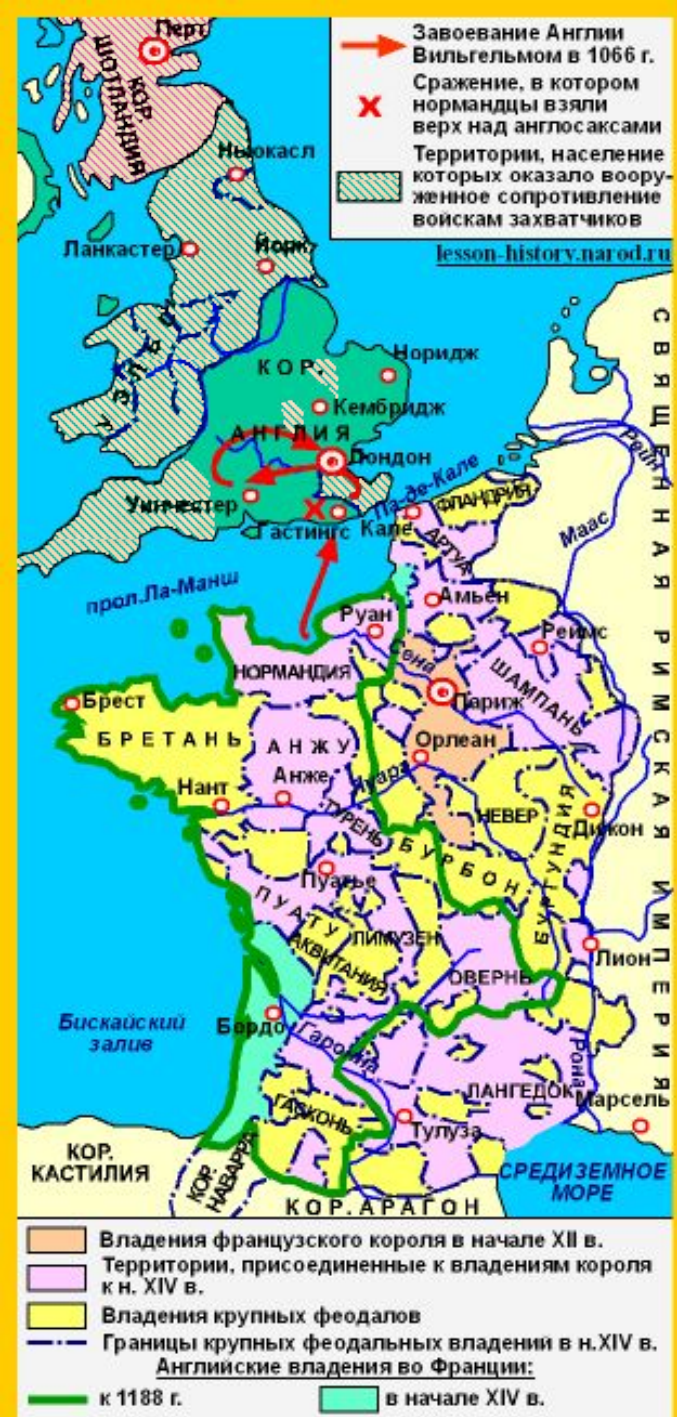 Завоевание Англии
Вильгельмом в 1066 г.
Сражение, в котором
нормандцы взяли
верх над англосаксами
Территории, население
которых оказало воору-
женное сопротивление
войскам захватчиков
lesson-history.narod.ru
Перт
КОР.
ШОТЛАНДИЯ
Ньюкасл
Ланкастер
Йорк
УЭЛЬС
КОР.
АНГЛИЯ
Норидж
Кембридж
Лондон
Уинчестер
Гастингс
Па-де-Кале
Кале
ФЛАНДРИЯ
АРТУА
Рейн
Маас
СВЯЩЕННАЯ РИМСКАЯ ИМПЕРИЯ
прол.Ла-Манш
Руан
Амьен
Реймс
Сена
НОРМАНДИЯ
ШАМПАНЬ
Париж
Брест
БРЕТАНЬ
АНЖУ
Орлеан
Анже
Луара
Нант
НЕВЕР
Дижон
ТУРЕНЬ
БУРБОН
БУРГУНДИЯ
Пуатье
ПУАТУ
ЛИМУЗЕН
АКВИТАНИЯ
ОВЕРНЬ
Лион
Бискайский
залив
Бордо
Гаронна
Рона
ЛАНГЕДОК
Марсель
ГАСКОНЬ
Тулуза
КОР.
КАСТИЛИЯ
КОР.
НАВАРРА
КОР.АРАГОН
СРЕДИЗЕМНОЕ
МОРЕ
Владения французского короля в начале XII в.
Территории, присоединенные к владениям короля
к н. XIV в.
Владения крупных феодалов
Границы крупных феодальных владений в н.XIV в.
Английские владения во Франции:
к 1188 г.
в начале XIV в.